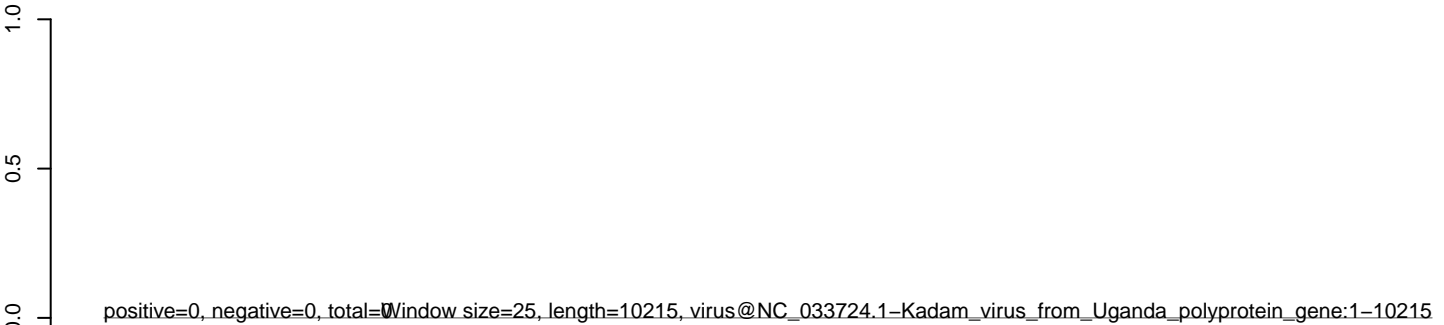 1.0
0.5
0.0
positive=0, negative=0, total=0
Window size=25, length=10215, virus@NC_033724.1−Kadam_virus_from_Uganda_polyprotein_gene:1−10215